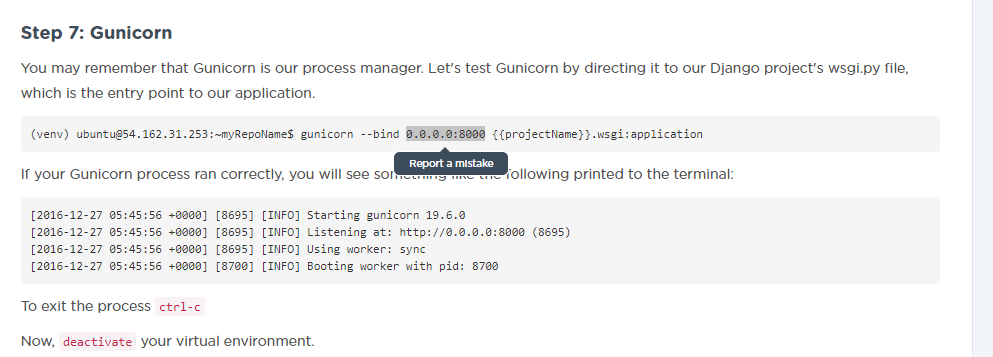 Step 7: Gunicorn
You may remember that Gunicorn is our process manager. Let's test Gunicorn by directing it to our Django project's wsgi.py file,
which is the entry point to our application.
(venv) ubuntu@54.162.31.253:~myRepoName$ gunicorn --bind 0.0.0.0:8000 {{projectName}}.wsgi:application
Report a mistake
If your Gunicorn process ran correctly, you will see something like the following printed to the terminal:
[2016-12-27 05:45:56 +0000] [8695] [INFO] Starting gunicorn 19.6.0
[2016-12-27 05:45:56 +0000] [8695] [INFO] Listening at: http://0.0.0.0:8000 (8695)
[2016-12-27 05:45:56 +0000] [8695] [INFO] Using worker: sync
[2016-12-27 05:45:56 +0000] [8700] [INFO] Booting worker with pid: 8700
To exit the process ctrl-c
Now, deactivate your virtual environment.